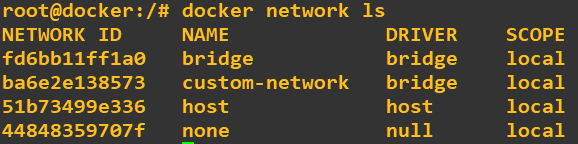 root@docker:/# docker network ls
NETWORK ID     NAME             DRIVER    SCOPE
fd6bb11ff1a0   bridge           bridge    local
ba6e2e138573   custom-network   bridge    local
51b73499e336   host             host      local
44848359707f   none             null      local